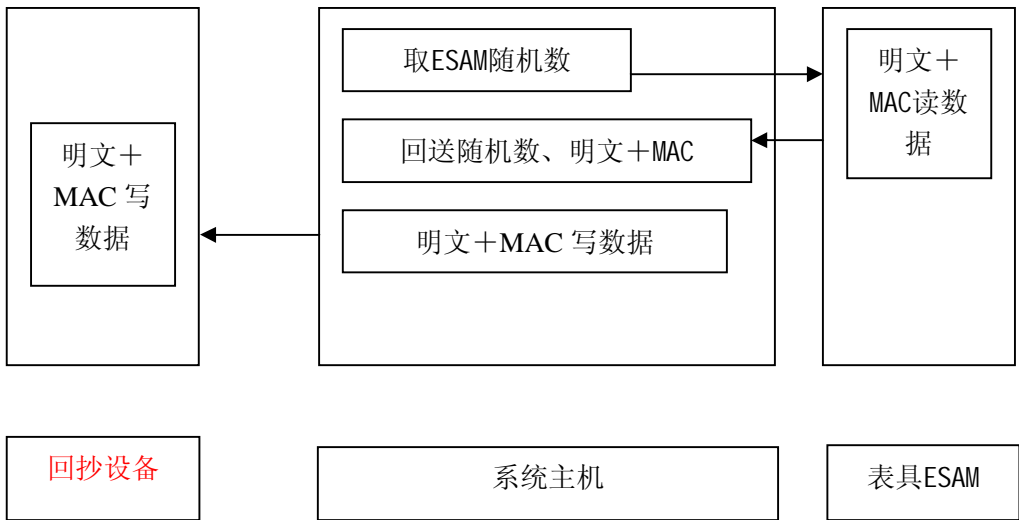 取ESAM随机数
明文＋
MAC读数
据
回送随机数、明文＋MAC
明文＋
MAC 写
数据
明文＋MAC 写数据
回抄设备
系统主机
表具ESAM